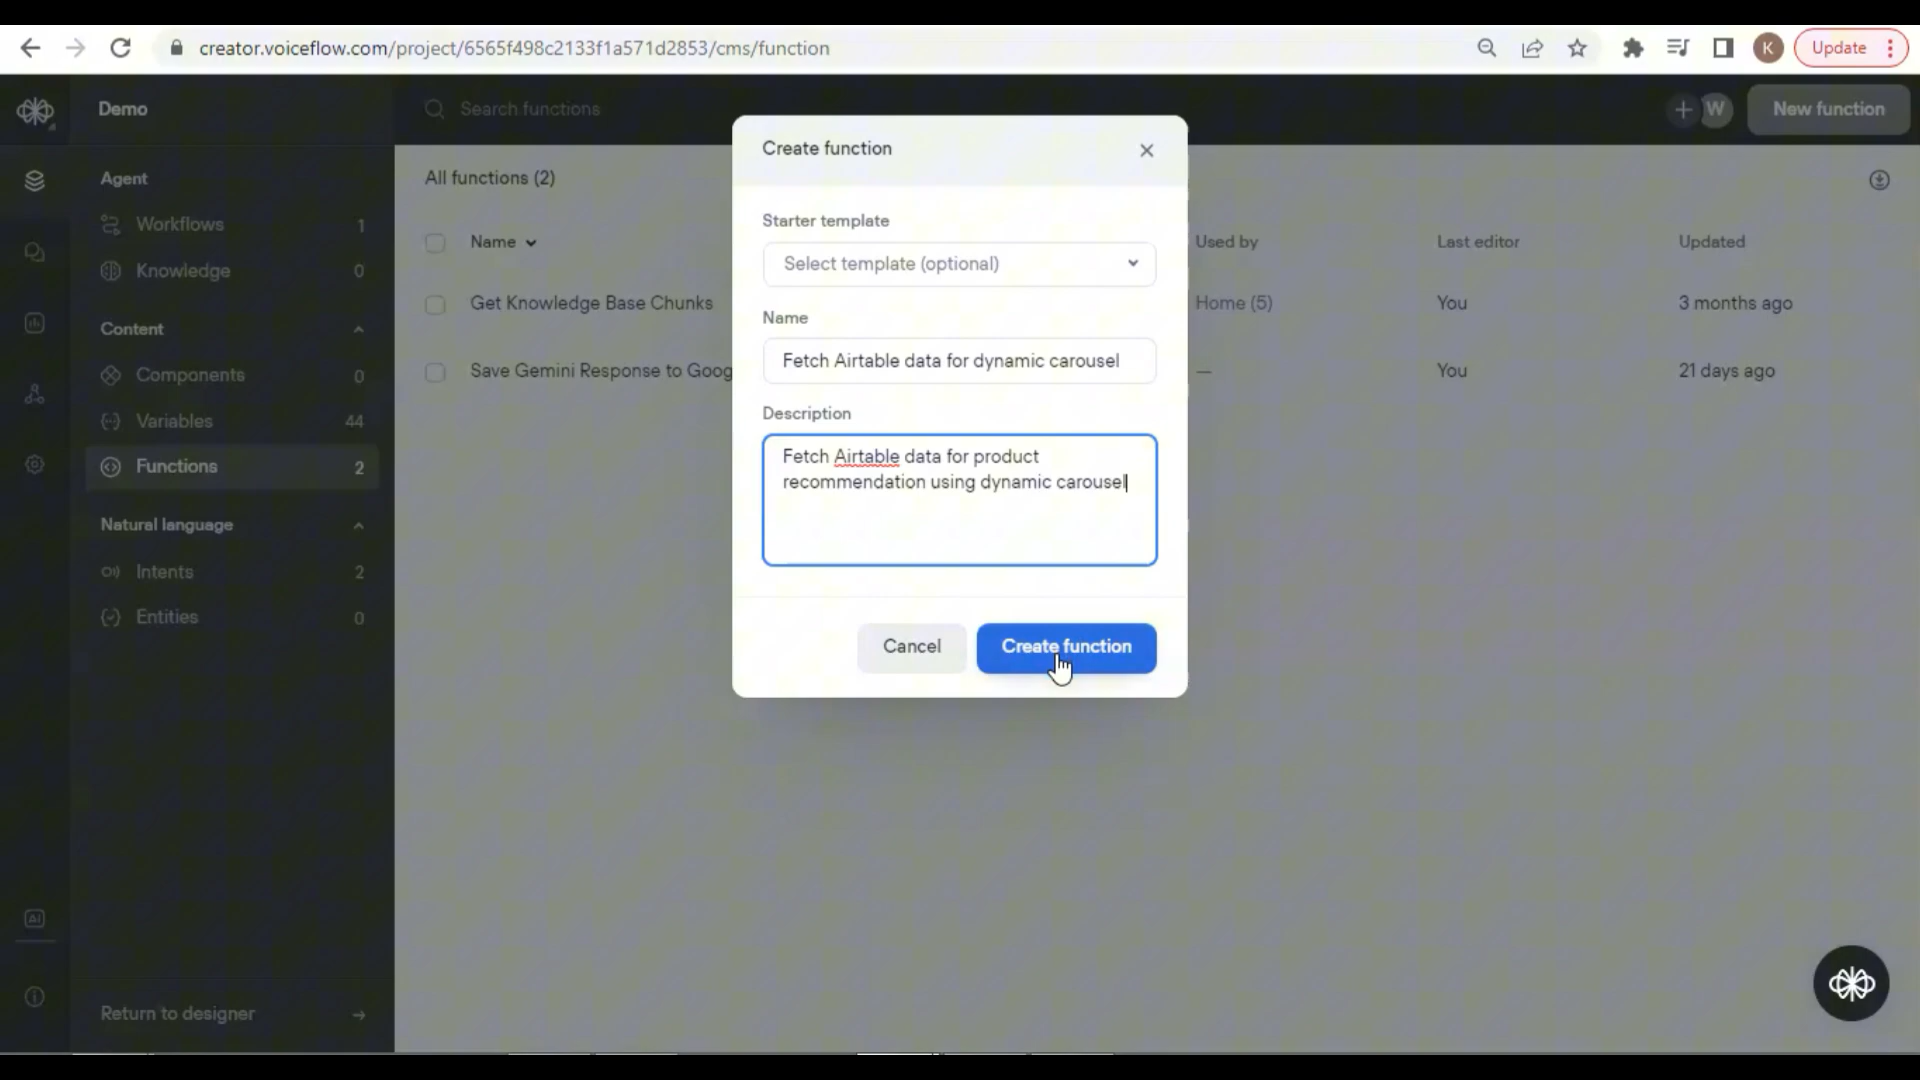 creator.voiceflow.com/project/6565f498c2133f1a571d2853/cms/function
K
Update
Demo
Search functions
W
New function
Create function
Agent
Workflows 1
Knowledge 0
Content
Components 0
Variables 44
Functions 2
Natural language
Intents 2
Entities 0
Return to designer
All functions (2)
Name Used by Last editor Updated
Get Knowledge Base Chunks Home (5) You 3 months ago
Save Gemini Response to Goog — You 21 days ago
Starter template
Select template (optional)
Name
Fetch Airtable data for dynamic carousel
Description
Fetch Airtable data for product
recommendation using dynamic carousel
Cancel
Create function
AI